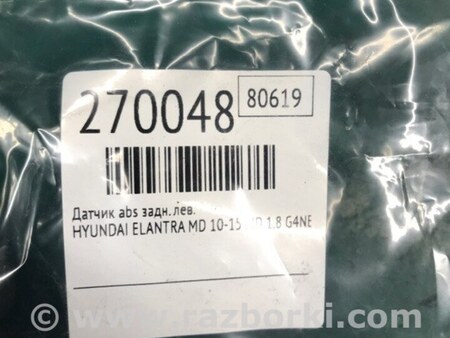 270048
80619
Датчик abs задн.лев.
HYUNDAI ELANTRA MD 10-15 1.8 G4NE
© www.razborki.com